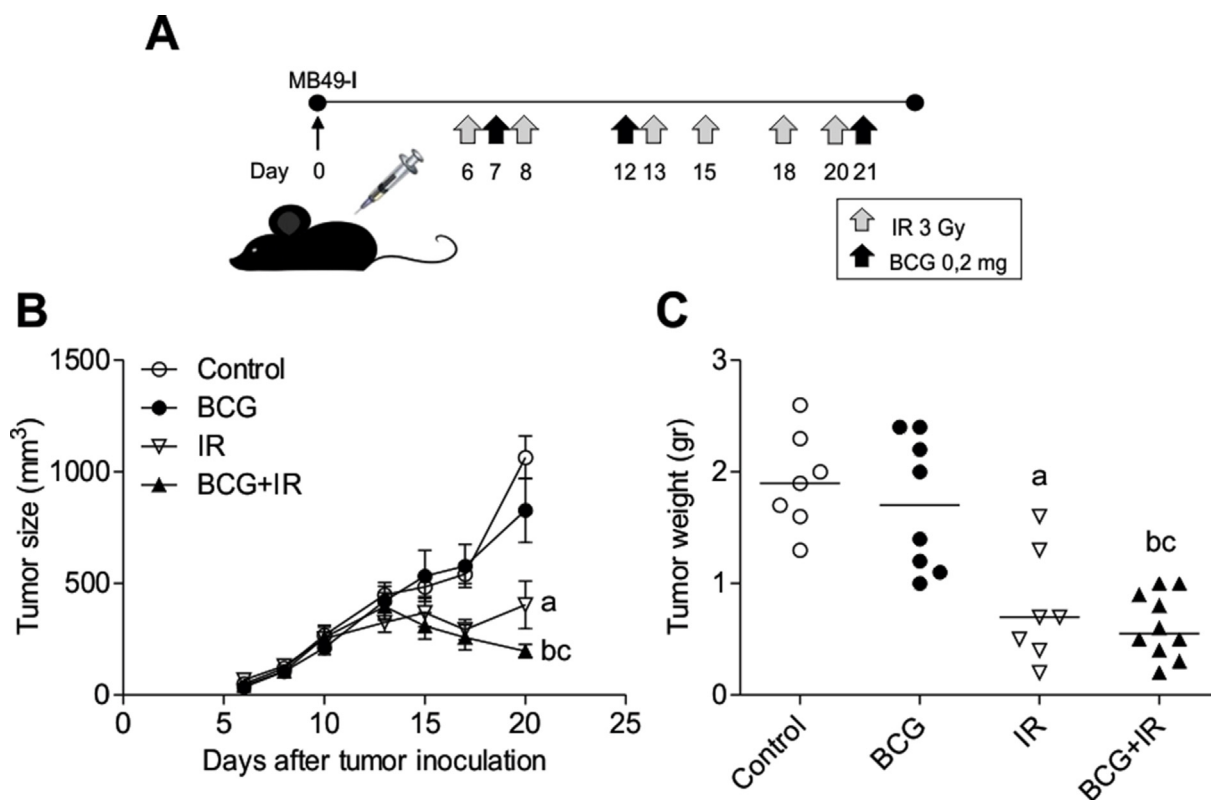 A
MB49-I
Day 0 6 7 8 12 13 15 18 20 21
IR 3 Gy
BCG 0,2 mg
B
1500
1000
500
0
Tumor size (mm³)
Control
BCG
IR
BCG+IR
a
bc
0 5 10 15 20 25
Days after tumor inoculation
C
3
2
1
0
Tumor weight (gr)
a
bc
Control
BCG
IR
BCG+IR